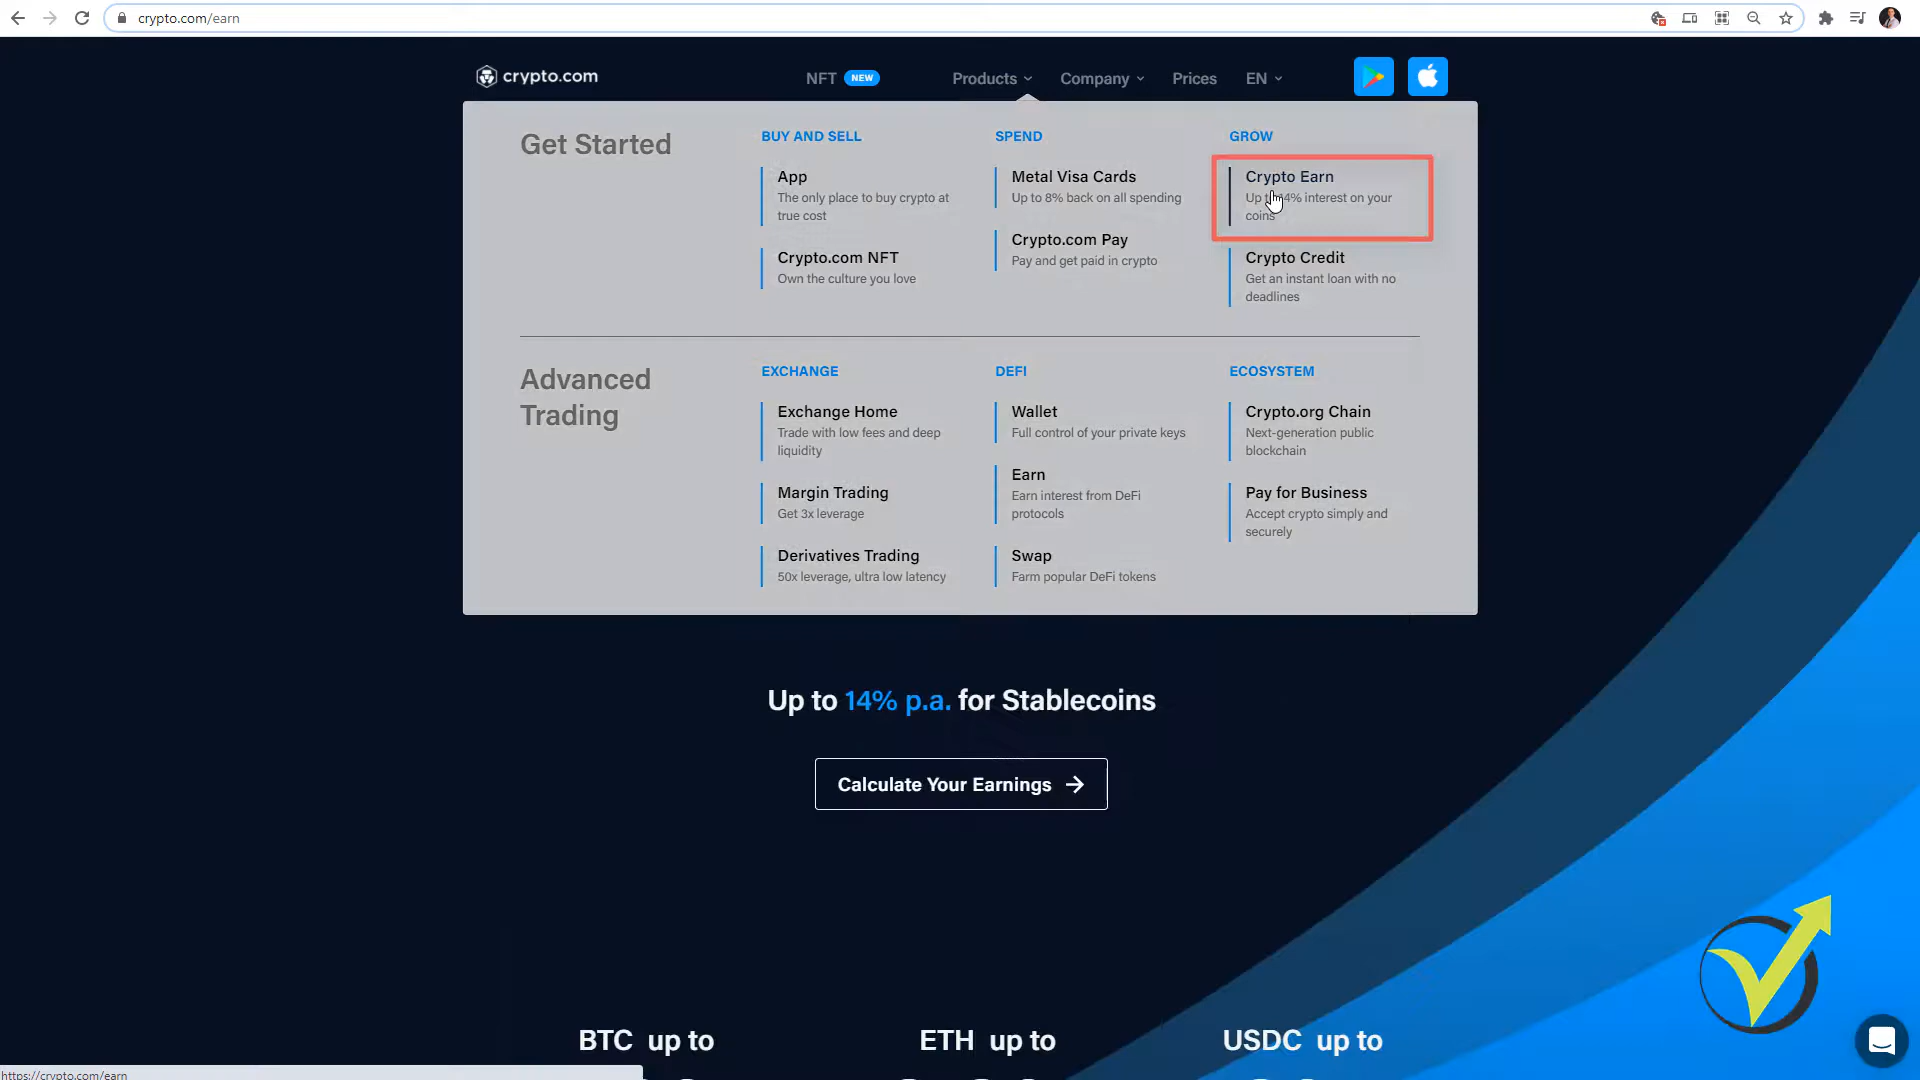 crypto.com/earn
crypto.com
NFT NEW
Products
Company
Prices
EN
Get Started
BUY AND SELL
App
The only place to buy crypto at
true cost
Crypto.com NFT
Own the culture you love
SPEND
Metal Visa Cards
Up to 8% back on all spending
Crypto.com Pay
Pay and get paid in crypto
GROW
Crypto Earn
Up 4% interest on your
coins
Crypto Credit
Get an instant loan with no
deadlines
Advanced
Trading
EXCHANGE
Exchange Home
Trade with low fees and deep
liquidity
Margin Trading
Get 3x leverage
Derivatives Trading
50x leverage, ultra low latency
DEFI
Wallet
Full control of your private keys
Earn
Earn interest from DeFi
protocols
Swap
Farm popular DeFi tokens
ECOSYSTEM
Crypto.org Chain
Next-generation public
blockchain
Pay for Business
Accept crypto simply and
securely
Up to 14% p.a. for Stablecoins
Calculate Your Earnings →
BTC up to
ETH up to
USDC up to
https://crypto.com/earn